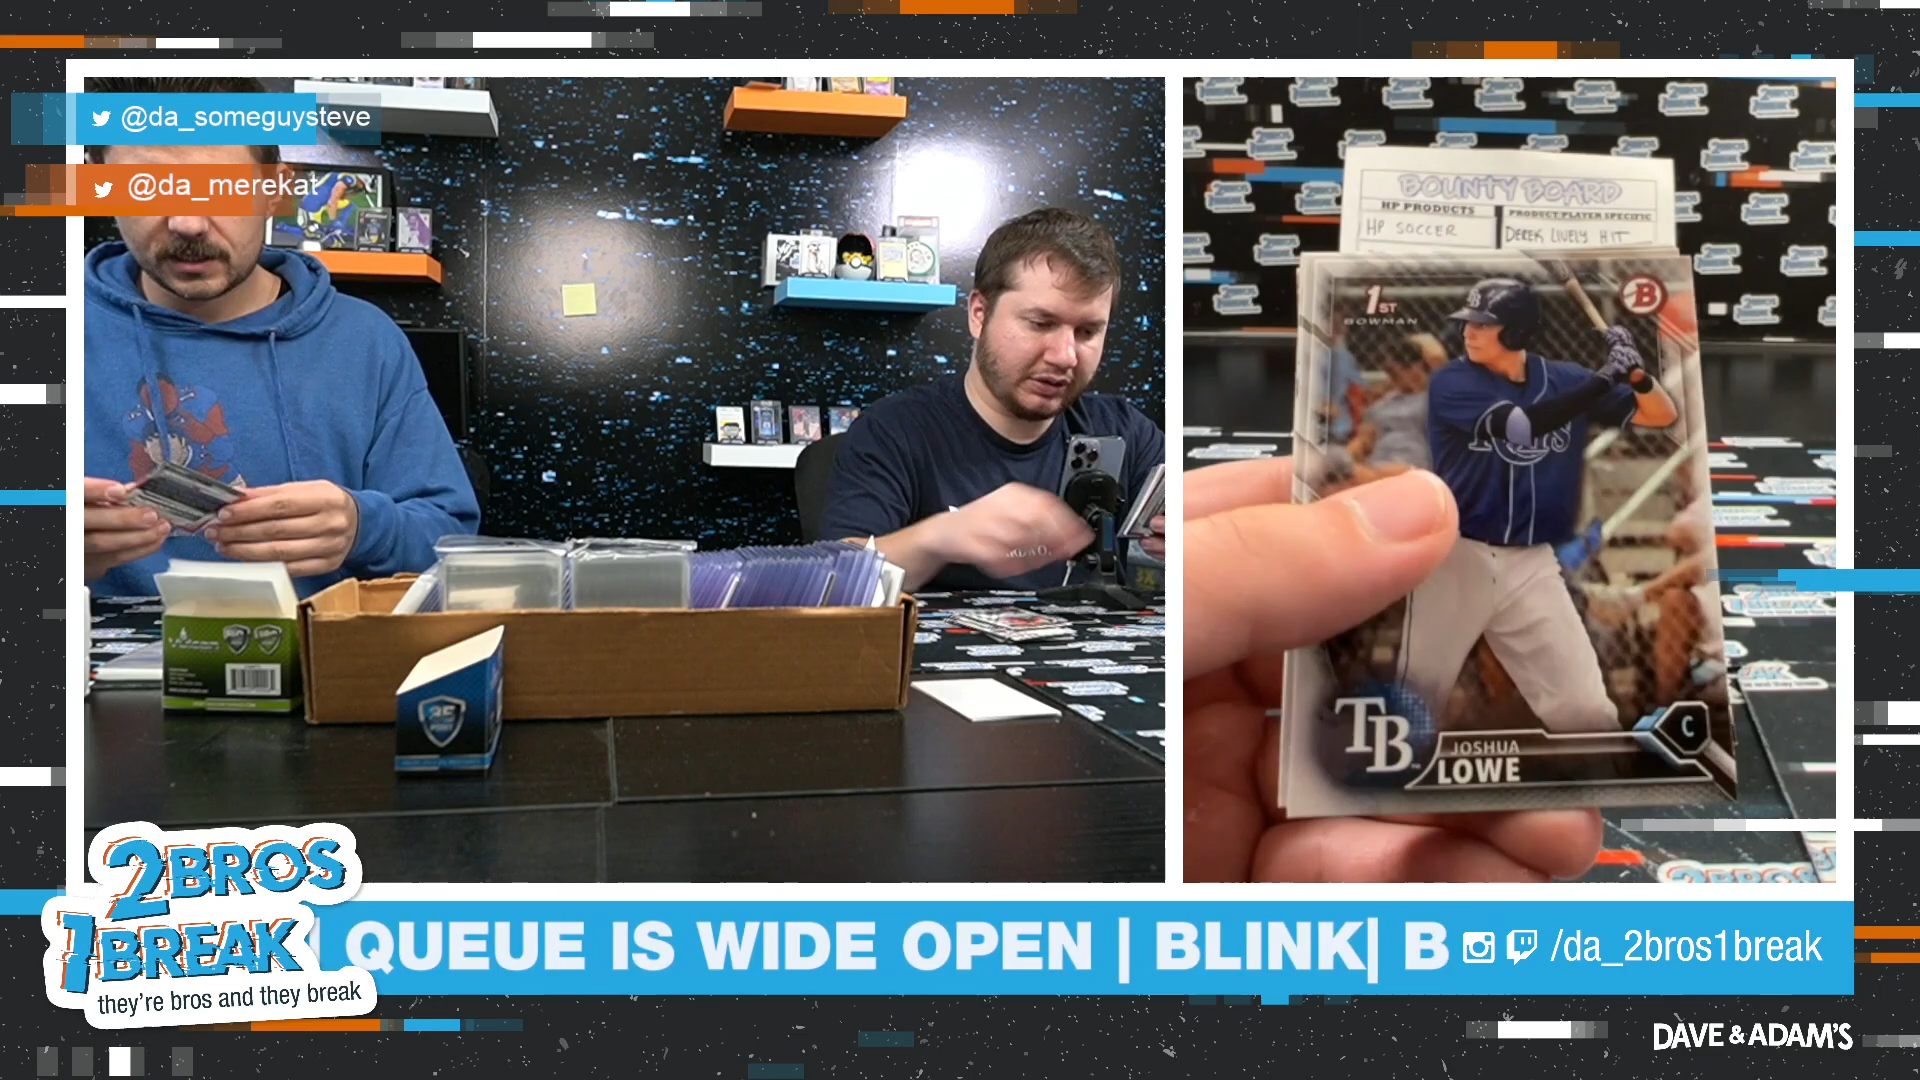 @da_someguysteve
@da_merekat
BOUNTY BOARD
HP PRODUCTS
PRODUCT/PLAYER SPECIFIC
HP SOCCER
DEREK LIVELY HIT
1ST
BOWMAN
B
Rays
TB
C
JOSHUA
LOWE
2BROS
1BREAK
they're bros and they break
QUEUE IS WIDE OPEN | BLINK| B
/da_2bros1break
DAVE & ADAM'S